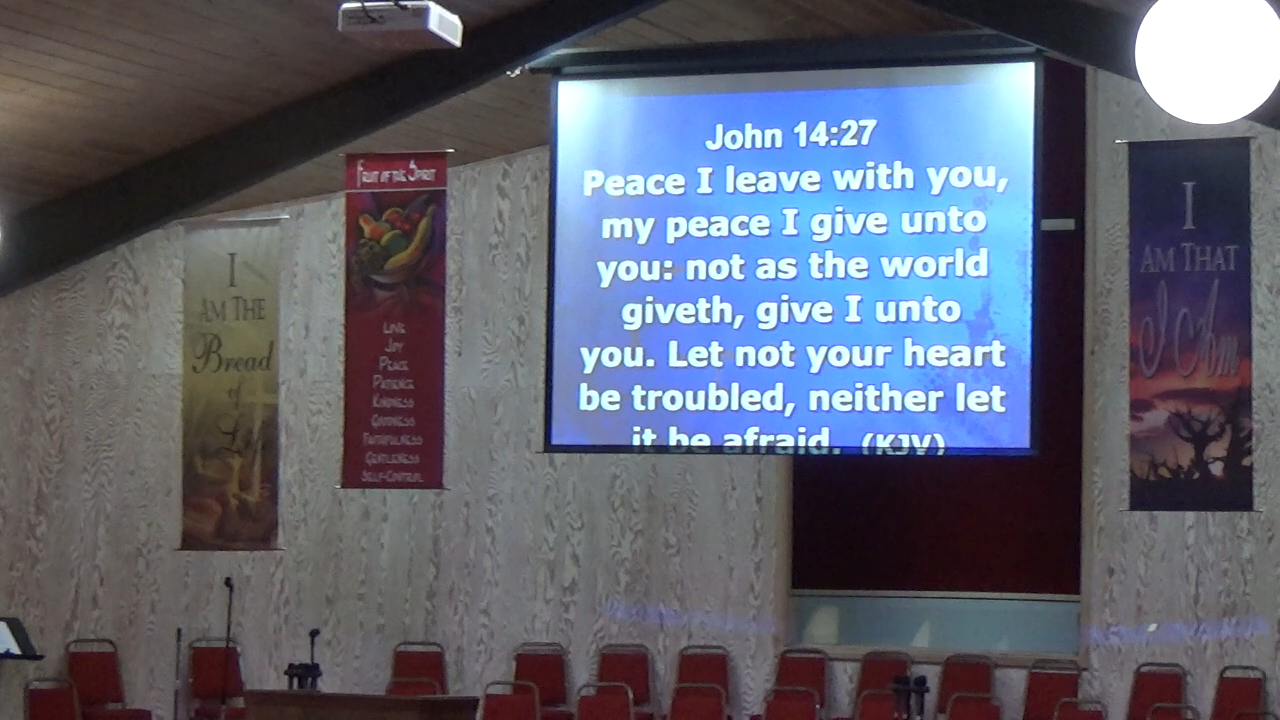 John 14:27
Peace I leave with you,
my peace I give unto
you: not as the world
giveth, give I unto
you. Let not your heart
be troubled, neither let
it be afraid. (KJV)
I
AM THE
Bread
of
FRUIT OF THE SPIRIT
LOVE
JOY
PEACE
PATIENCE
KINDNESS
GOODNESS
FAITHFULNESS
GENTLENESS
SELF-CONTROL
I
AM THAT
I Am